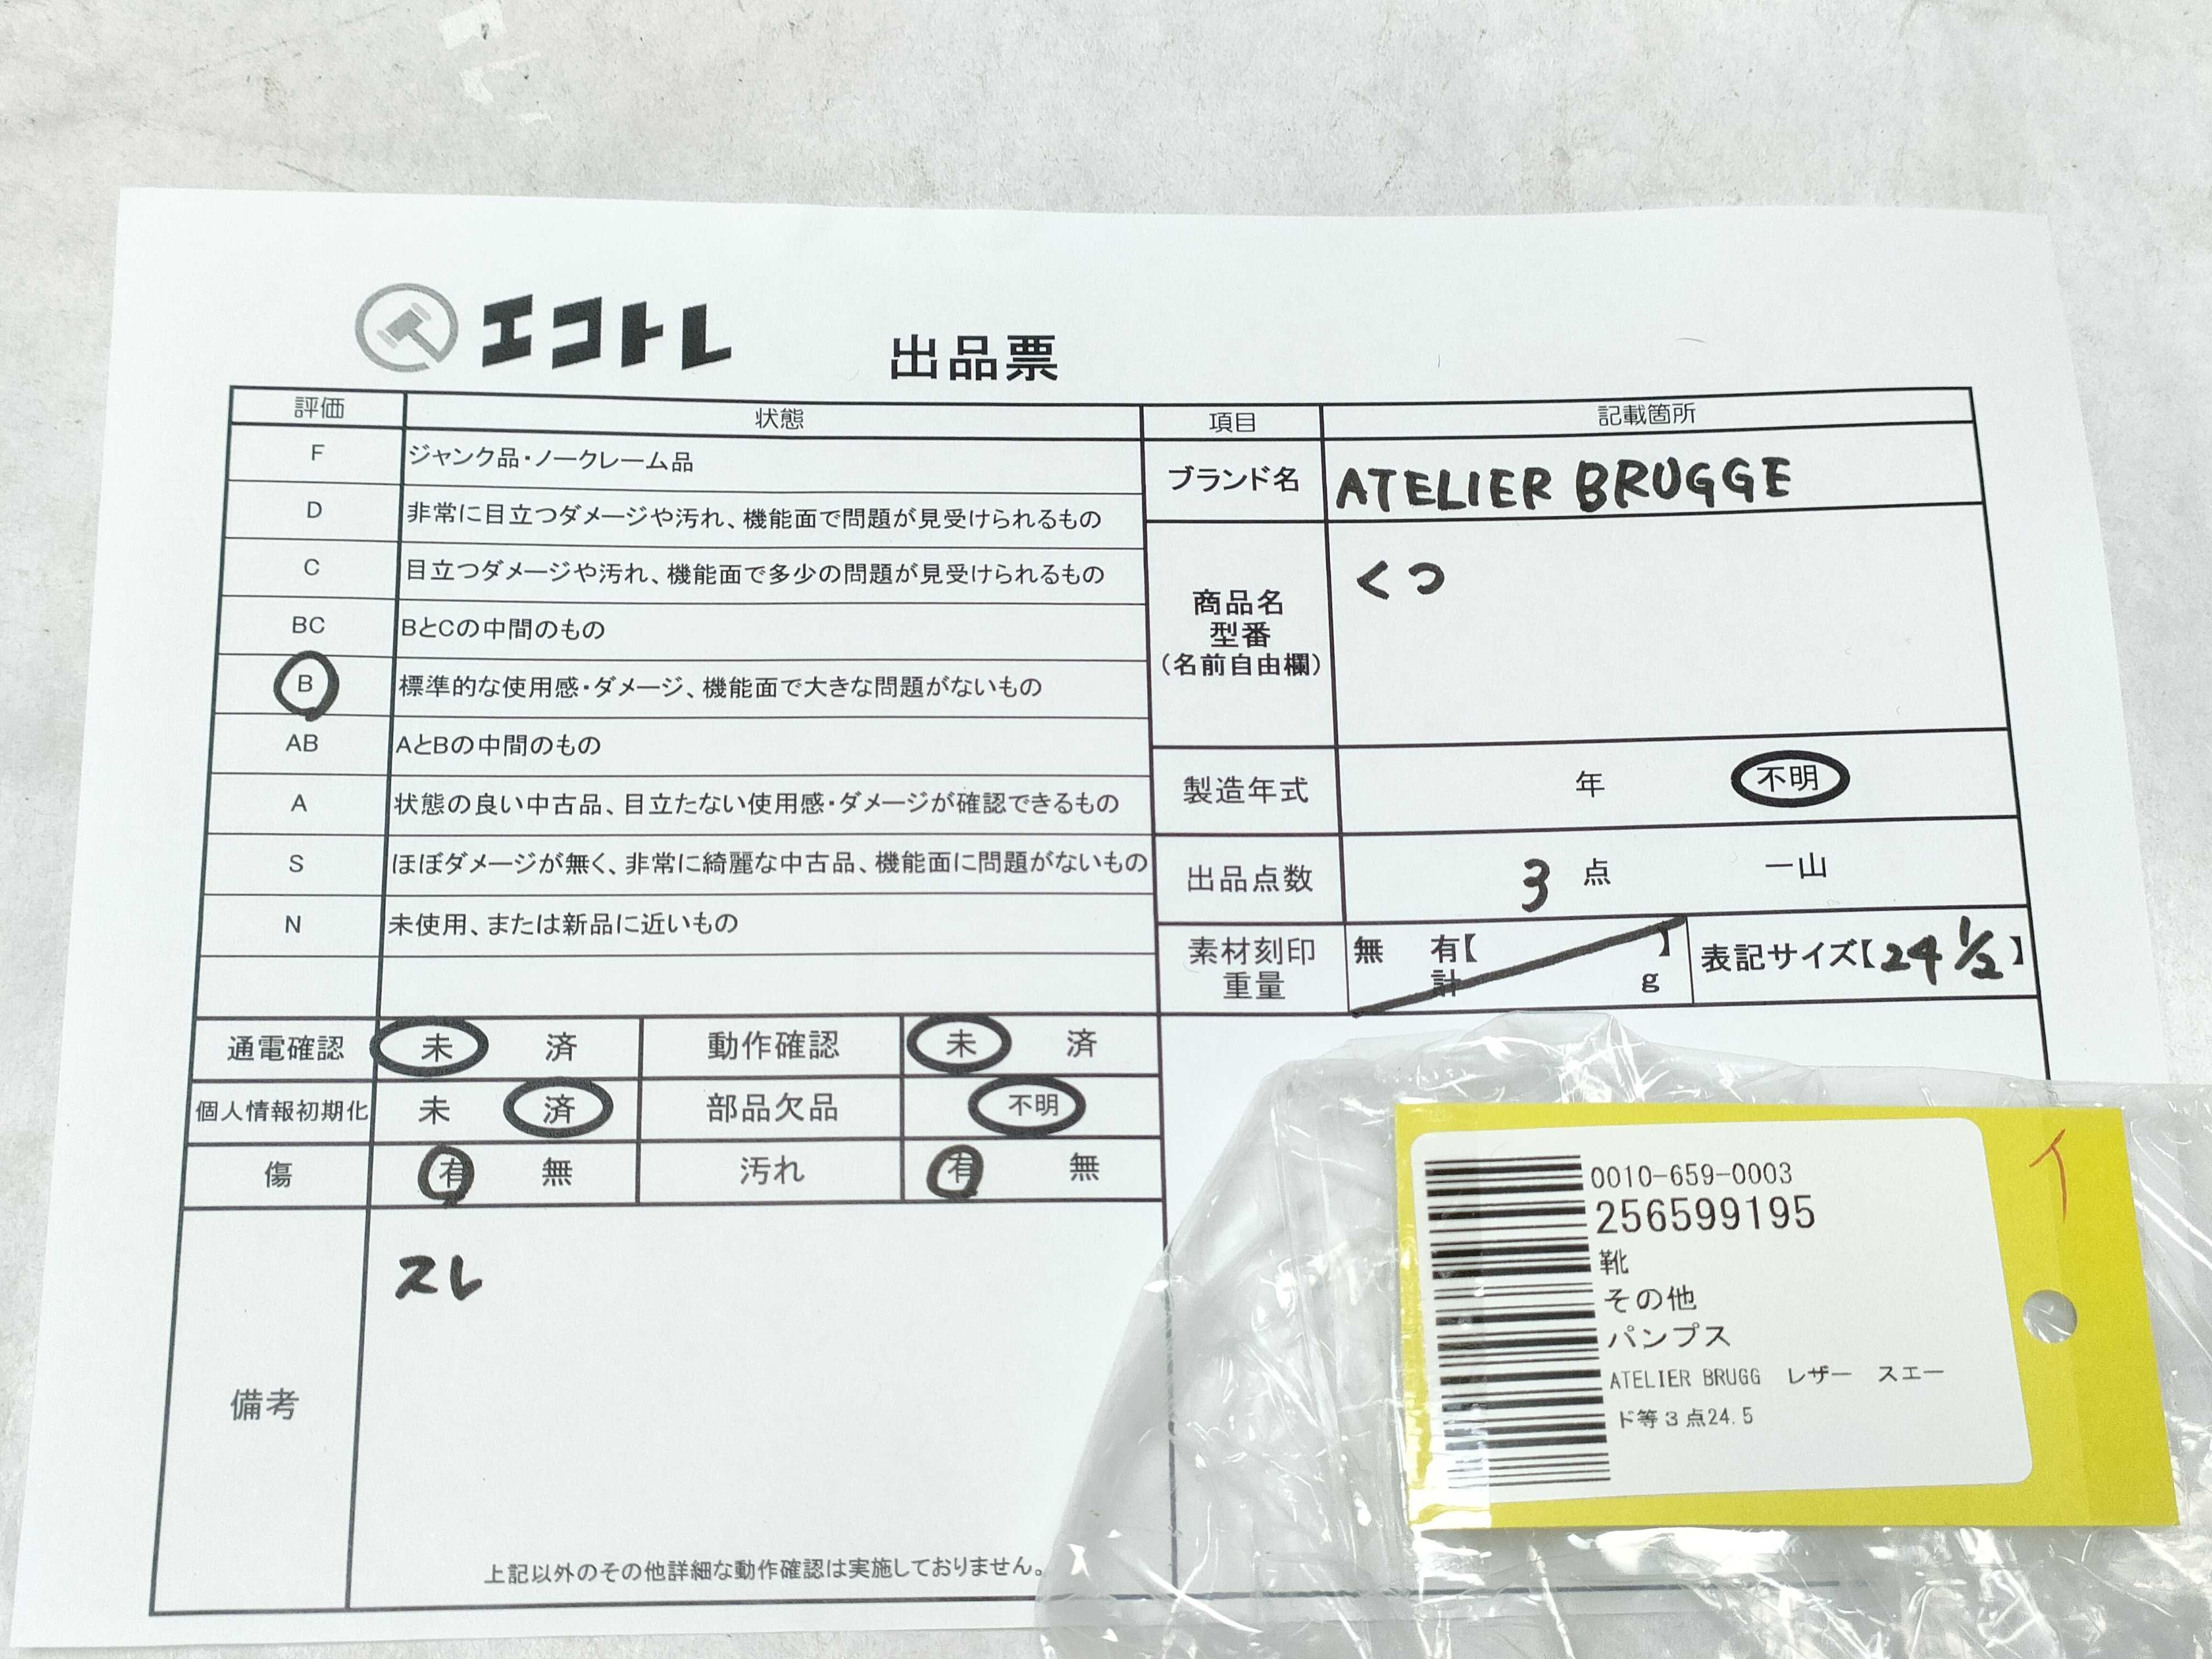 エコトレ 出品票
評価 状態 項目 記載箇所
F ジャンク品・ノークレーム品
D 非常に目立つダメージや汚れ、機能面で問題が見受けられるもの
C 目立つダメージや汚れ、機能面で多少の問題が見受けられるもの
BC BとCの中間のもの
B 標準的な使用感・ダメージ、機能面で大きな問題がないもの
AB AとBの中間のもの
A 状態の良い中古品、目立たない使用感・ダメージが確認できるもの
S ほぼダメージが無く、非常に綺麗な中古品、機能面に問題がないもの
N 未使用、または新品に近いもの
ブランド名 ATELIER BRUGGE
商品名
型番
(名前自由欄)
くつ
製造年式 年 不明
出品点数 3 点 一山
素材刻印
重量
無 有【 】
計 g
表記サイズ【24 1/2】
通電確認 未 済 動作確認 未 済
個人情報初期化 未 済 部品欠品 不明
傷 有 無 汚れ 有 無
備考
スレ
上記以外のその他詳細な動作確認は実施しておりません。
イ
0010-659-0003
256599195
靴
その他
パンプス
ATELIER BRUGG レザー スエー
ド等3点24.5